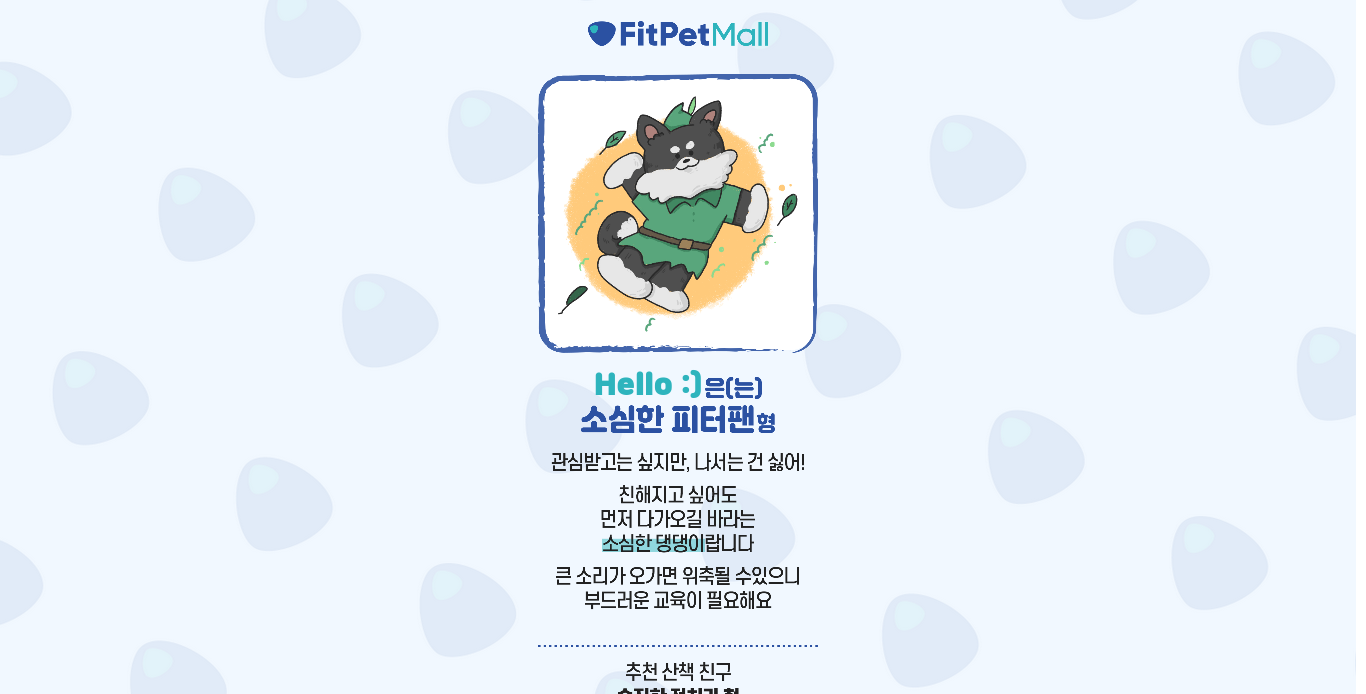 FitPetMall
Hello :)은(는)
소심한 피터팬형
관심받고는 싶지만, 나서는 건 싫어!
친해지고 싶어도
먼저 다가오길 바라는
소심한 댕댕이랍니다
큰 소리가 오가면 위축될 수있으니
부드러운 교육이 필요해요
추천 산책 친구